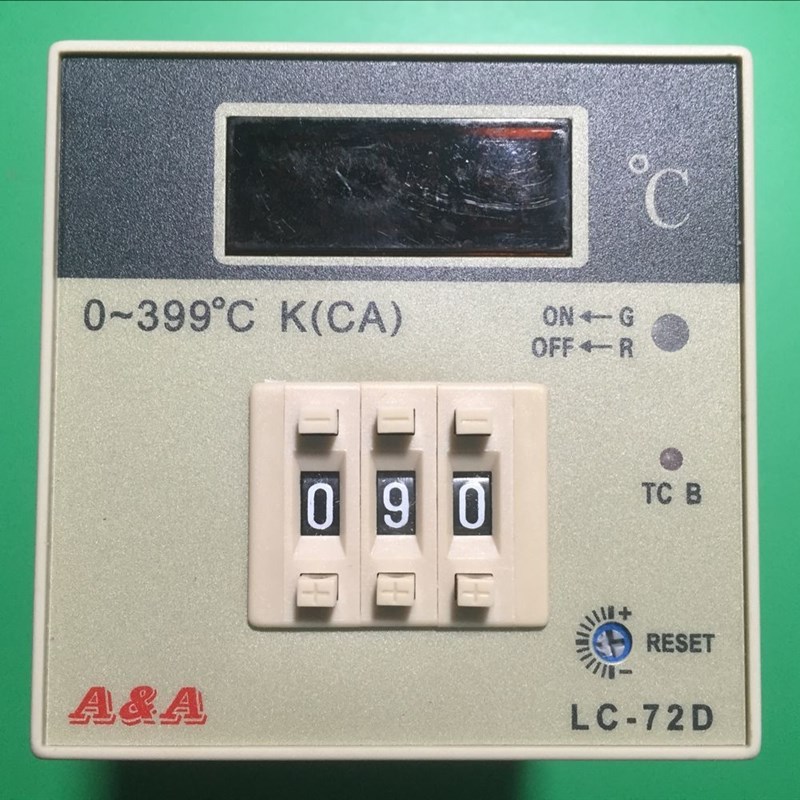 °C
0~399°C K(CA)
ON←G
OFF←R
− − −
0 9 0
+ + +
TC B
+
RESET
−
A&A
LC-72D